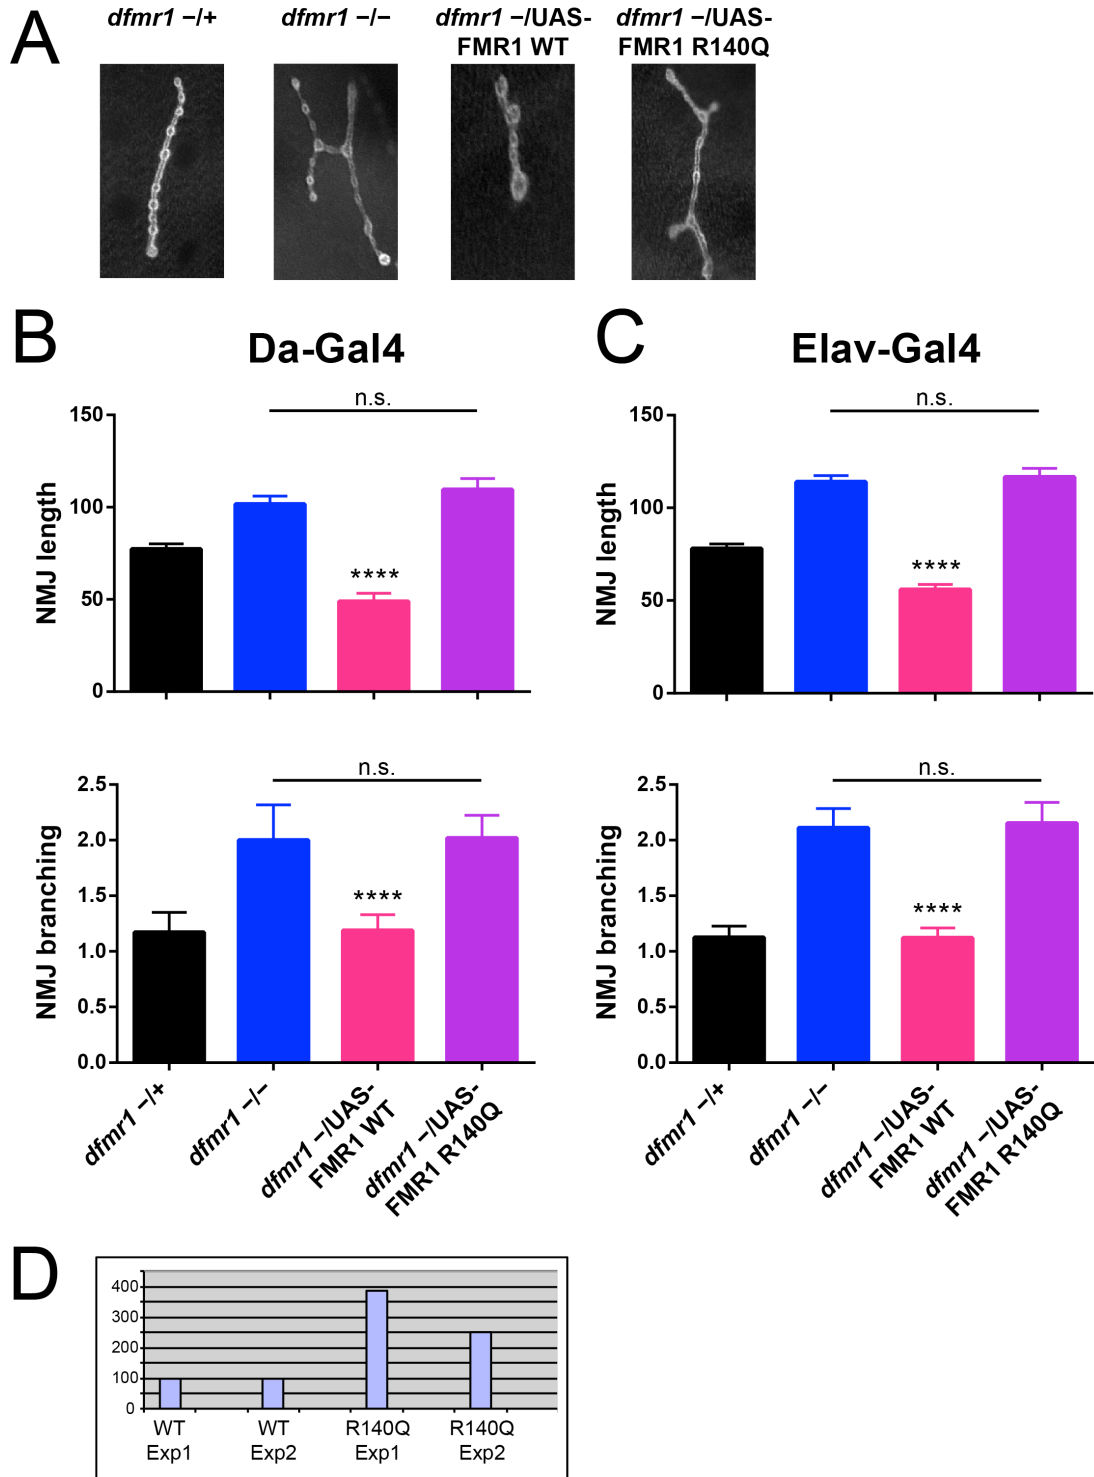 A
dfmr1 −/+
dfmr1 −/−
dfmr1 −/UAS-
FMR1 WT
dfmr1 −/UAS-
FMR1 R140Q
B
Da-Gal4
n.s.
150
100
50
0
NMJ length
****
n.s.
2.5
2.0
1.5
1.0
0.5
0.0
NMJ branching
****
dfmr1 −/+
dfmr1 −/−
dfmr1 −/UAS-
FMR1 WT
dfmr1 −/UAS-
FMR1 R140Q
C
Elav-Gal4
n.s.
150
100
50
0
NMJ length
****
n.s.
2.5
2.0
1.5
1.0
0.5
0.0
NMJ branching
****
dfmr1 −/+
dfmr1 −/−
dfmr1 −/UAS-
FMR1 WT
dfmr1 −/UAS-
FMR1 R140Q
D
400
300
200
100
0
WT
Exp1
WT
Exp2
R140Q
Exp1
R140Q
Exp2